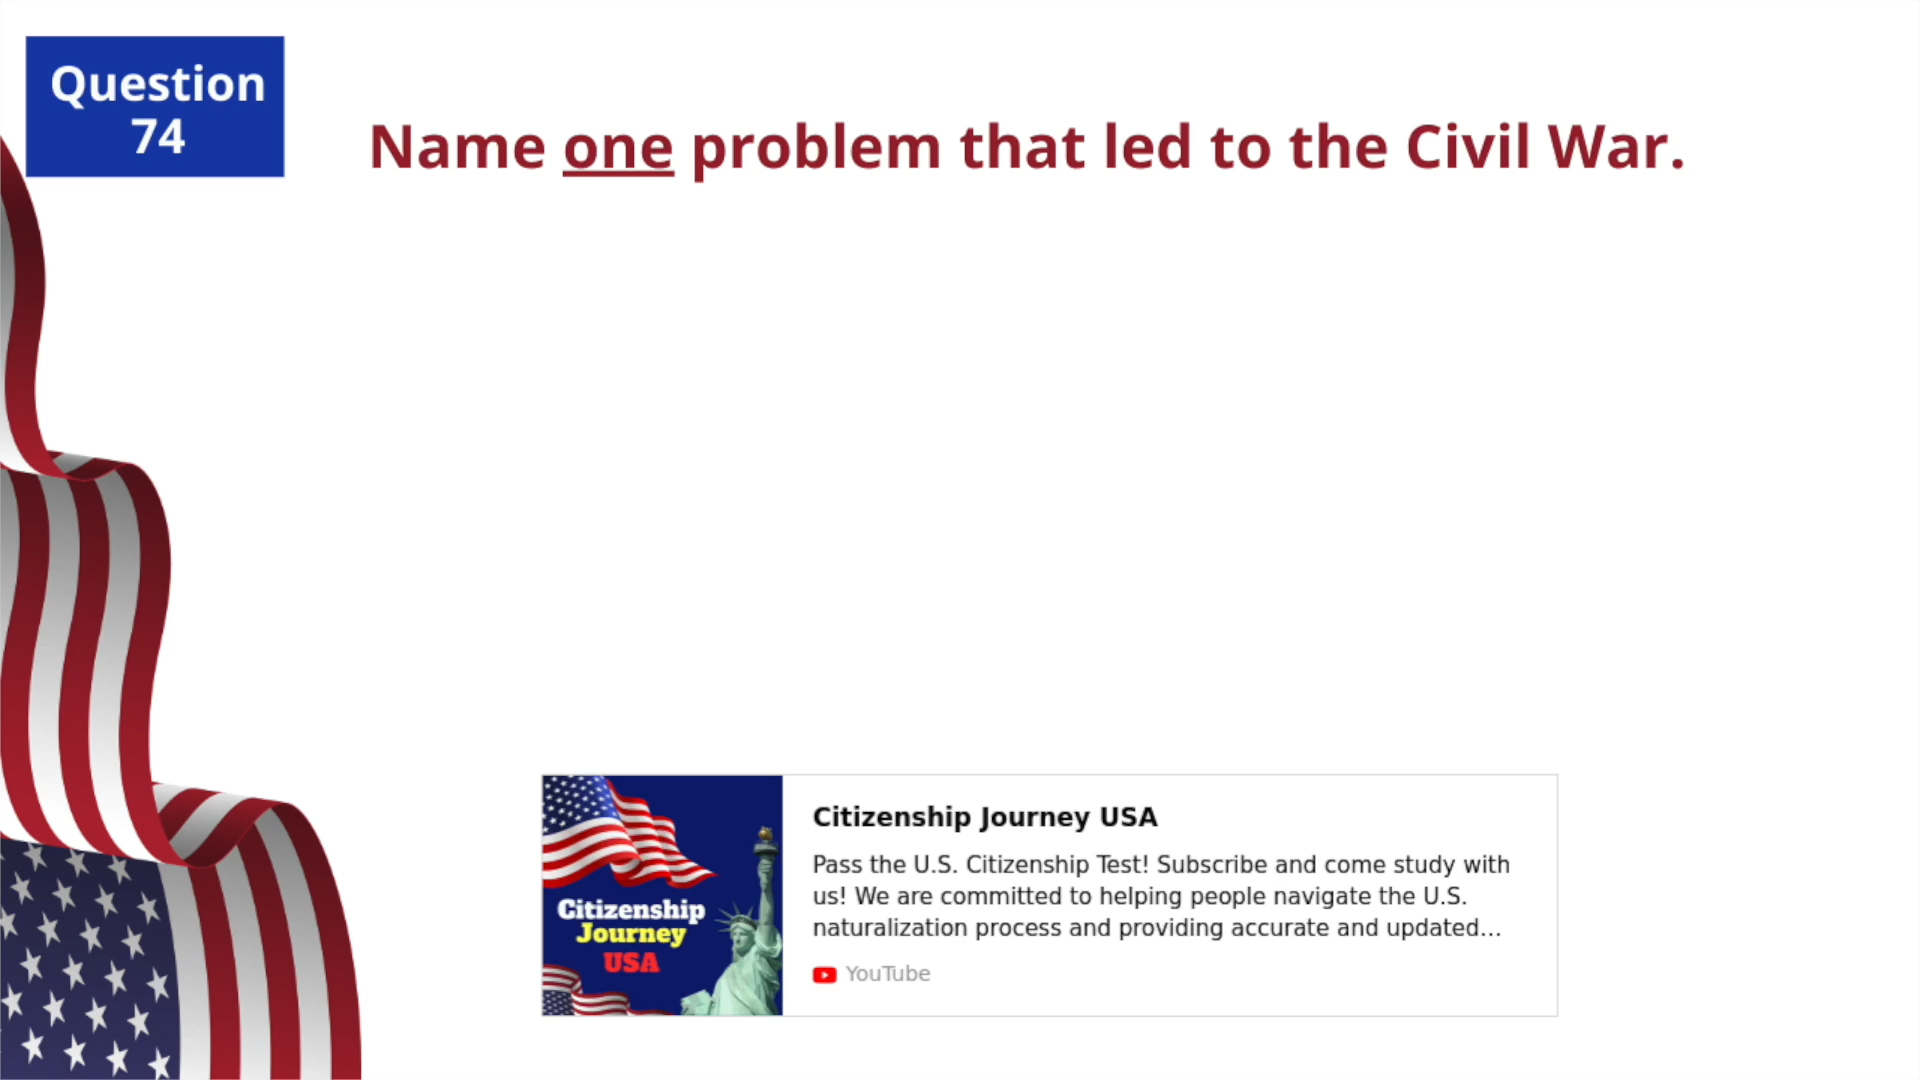 Question
74
Name one problem that led to the Civil War.
Citizenship
Journey
USA
Citizenship Journey USA
Pass the U.S. Citizenship Test! Subscribe and come study with
us! We are committed to helping people navigate the U.S.
naturalization process and providing accurate and updated...
YouTube